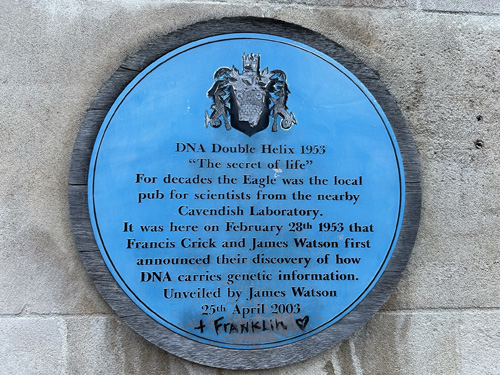 DNA Double Helix 1953
"The secret of life"
For decades the Eagle was the local
pub for scientists from the nearby
Cavendish Laboratory.
It was here on February 28th 1953 that
Francis Crick and James Watson first
announced their discovery of how
DNA carries genetic information.
Unveiled by James Watson
25th April 2003
+ Franklin ♡